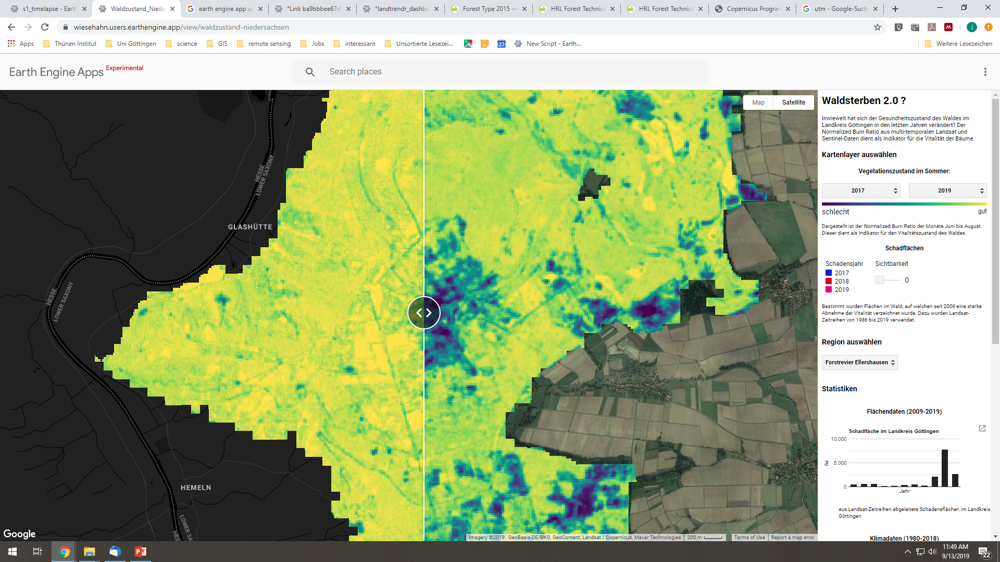 s1_timelapse - Earth
Waldzustand_Niede
earth engine app up
*Link ba9bbbee67d
*landtrendr_dashbo
Forest Type 2015 —
HRL Forest Technica
HRL Forest Technica
Copernicus Program
utm - Google-Such
wiesehahn.users.earthengine.app/view/waldzustand-niedersachsen
Apps
Thünen Institut
Uni Göttingen
science
GIS
remote sensing
Jobs
interessant
Unsortierte Lesezei...
27
New Script - Earth...
Weitere Lesezeichen
Earth Engine Apps Experimental
Search places
Map
Satellite
HESSE
LOWER SAXONY
GLASHÜTTE
HESSE
LOWER SAXONY
HEMELN
Google
Imagery ©2019 , GeoBasis-DE/BKG, GeoContent, Landsat / Copernicus, Maxar Technologies
200 m
Terms of Use
Report a map error
Waldsterben 2.0 ?
Inwieweit hat sich der Gesundheitszustand des Waldes im
Landkreis Göttingen in den letzten Jahren verändert? Der
Normalized Burn Ratio aus multi-temporalen Landsat und
Sentinel-Daten dient als Indikator für die Vitalität der Bäume.
Kartenlayer auswählen
Vegetationszustand im Sommer:
2017
2019
schlecht
gut
Dargestellt ist der Normalized Burn Ratio der Monate Juni bis August.
Dieser dient als Indikator für den Vitalitätszustand des Waldes.
Schadflächen
Schadensjahr
Sichtbarkeit
2017
2018
0
2019
Bestimmt wurden Flächen im Wald, auf welchen seit 2009 eine starke
Abnehme der Vitalität verzeichnet wurde. Dazu wurden Landsat-
Zeitreihen von 1986 bis 2019 verwendet.
Region auswählen
Forstrevier Ellershausen
Statistiken
Flächendaten (2009-2019)
Schadfläche im Landkreis Göttingen
10,000
5,000
ha
0
Jahr
aus Landsat-Zeitreihen abgeleitete Schadensflächen im Landkreis
Göttingen
Klimadaten (1980-2018)
11:49 AM
9/13/2019
22